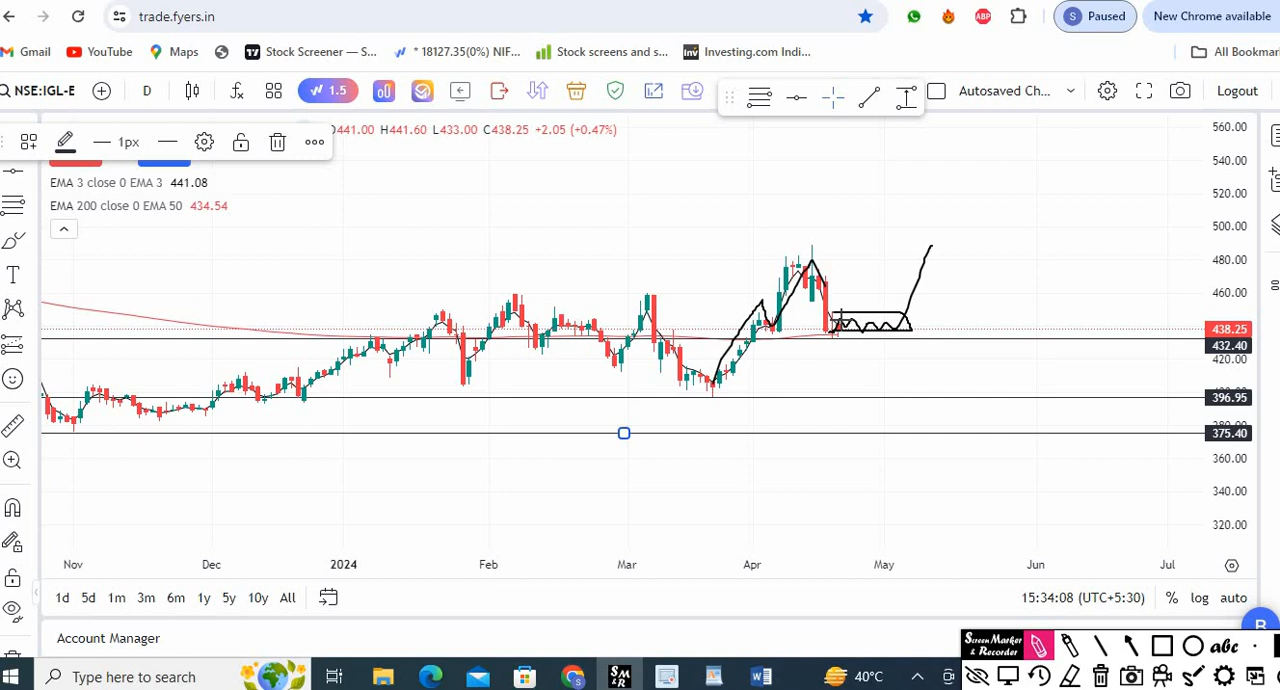 trade.fyers.in
S Paused
New Chrome available
Gmail YouTube Maps Stock Screener — S... * 18127.35(0%) NIF... Stock screens and s... Inv Investing.com Indi... All Bookmar
NSE:IGL-E D 1.5 Autosaved Ch... Logout
1px 441.00 H441.60 L433.00 C438.25 +2.05 (+0.47%)
EMA 3 close 0 EMA 3 441.08
EMA 200 close 0 EMA 50 434.54
560.00
540.00
520.00
500.00
480.00
460.00
438.25
432.40
420.00
396.95
375.40
360.00
340.00
320.00
Nov Dec 2024 Feb Mar Apr May Jun Jul
1d 5d 1m 3m 6m 1y 5y 10y All 15:34:08 (UTC+5:30) % log auto
Account Manager
Screen Marker & Recorder abc
Type here to search 40°C